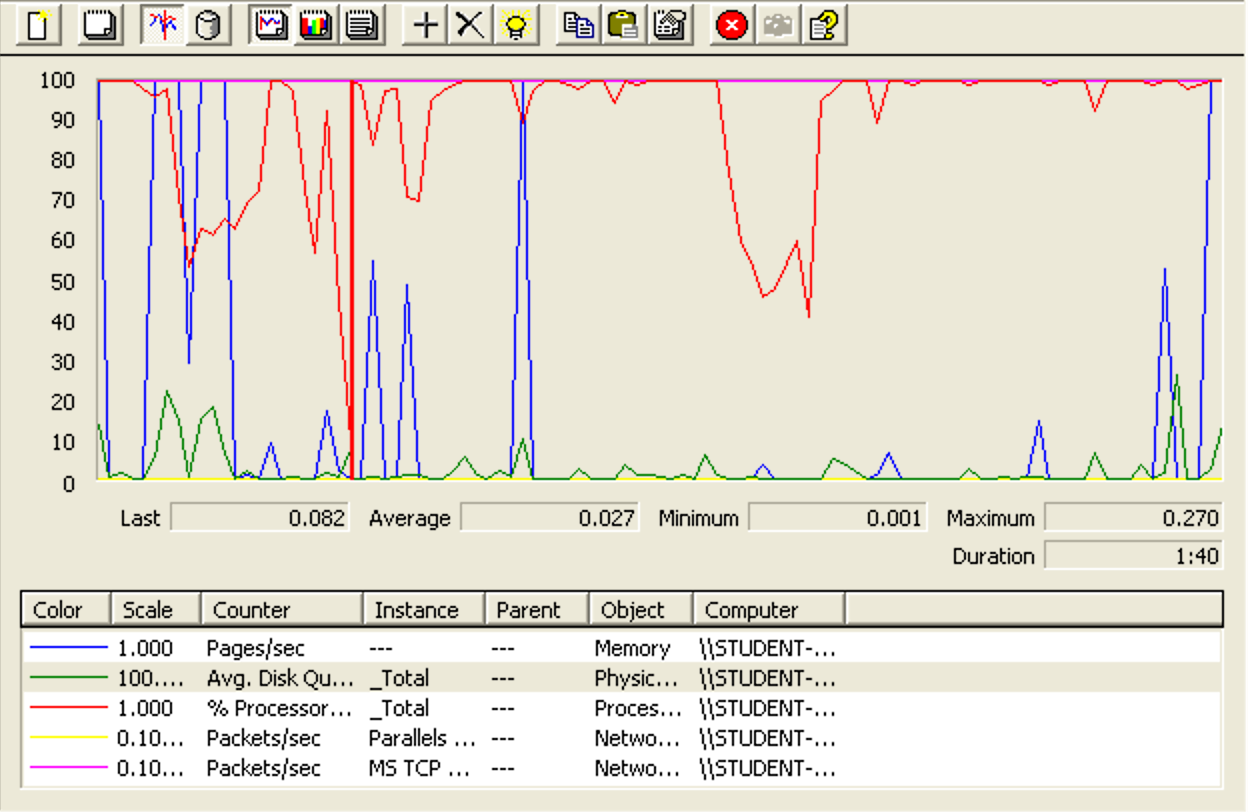 100
90
80
70
60
50
40
30
20
10
0
Last 0.082 Average 0.027 Minimum 0.001 Maximum 0.270
Duration 1:40
Color Scale Counter Instance Parent Object Computer
1.000 Pages/sec --- --- Memory \\STUDENT-...
100.... Avg. Disk Qu... _Total --- Physic... \\STUDENT-...
1.000 % Processor... _Total --- Proces... \\STUDENT-...
0.10... Packets/sec Parallels ... --- Netwo... \\STUDENT-...
0.10... Packets/sec MS TCP ... --- Netwo... \\STUDENT-...